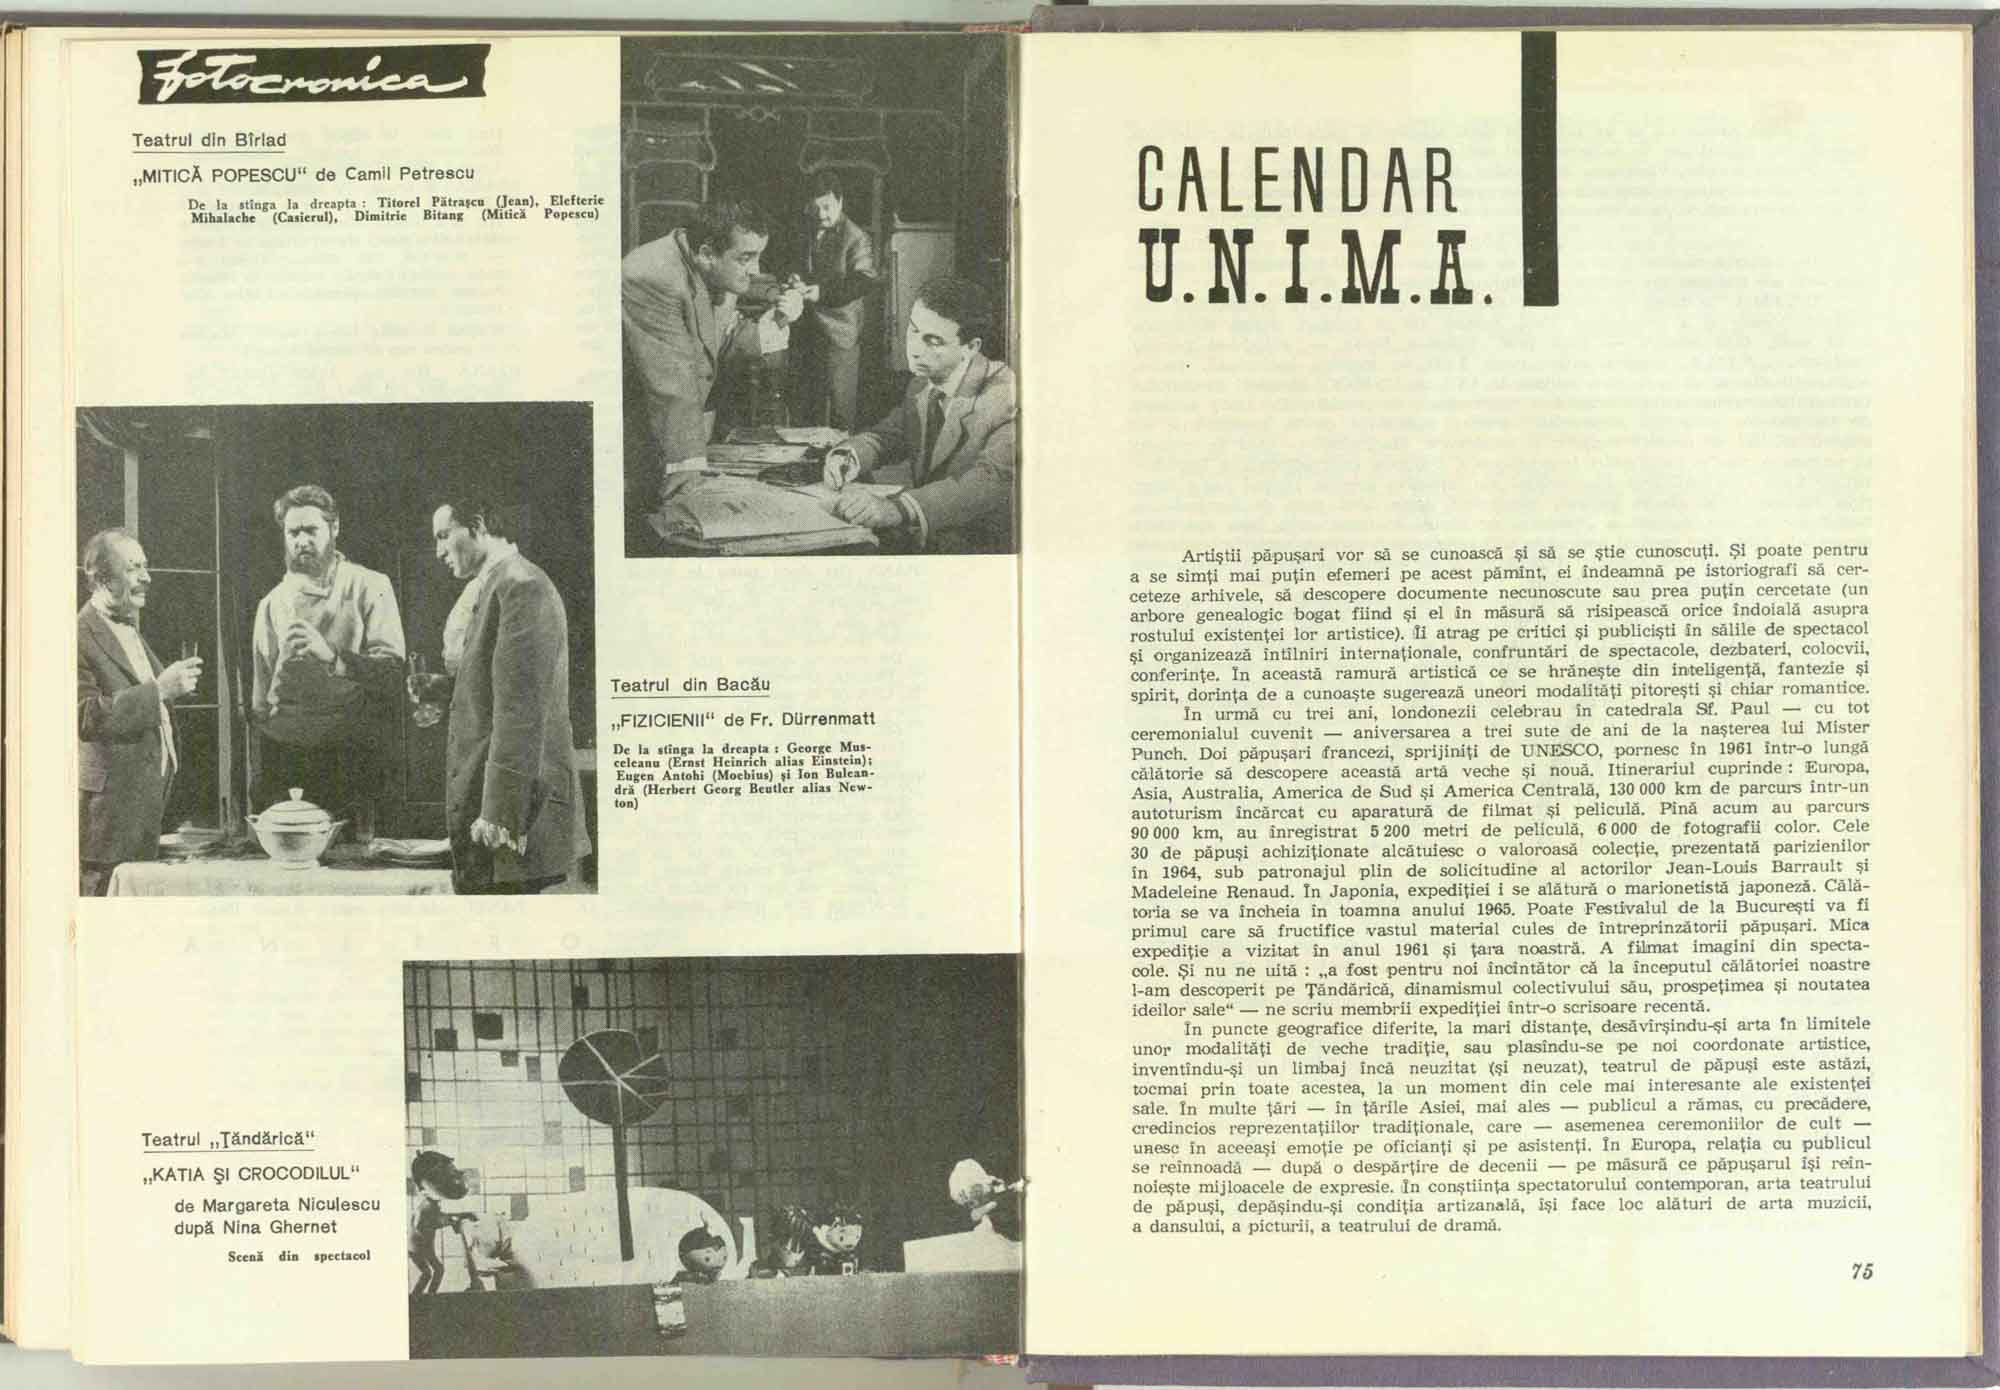 fotocronica
Teatrul din Bîrlad
„MITICĂ POPESCU“ de Camil Petrescu
De la stînga la dreapta : Titorel Pătrașcu (Jean), Elefterie
Mihalache (Casierul), Dimitrie Bitang (Mitică Popescu)
Teatrul din Bacău
„FIZICIENII“ de Fr. Dürrenmatt
De la stînga la dreapta : George Mus-
celeanu (Ernst Heinrich alias Einstein);
Eugen Antohi (Moebius) și Ion Bulean-
dră (Herbert Georg Beutler alias New-
ton)
Teatrul „Țăndărică“
„KATIA ȘI CROCODILUL“
de Margareta Niculescu
după Nina Ghernet
Scenă din spectacol
CALENDAR
U.N.I.M.A.
Artiștii păpușari vor să se cunoască și să se știe cunoscuți. Și poate pentru
a se simți mai puțin efemeri pe acest pămînt, ei îndeamnă pe istoriografi să cer-
ceteze arhivele, să descopere documente necunoscute sau prea puțin cercetate (un
arbore genealogic bogat fiind și el în măsură să risipească orice îndoială asupra
rostului existenței lor artistice). Îi atrag pe critici și publiciști în sălile de spectacol
și organizează întîlniri internaționale, confruntări de spectacole, dezbateri, colocvii,
conferințe. În această ramură artistică ce se hrănește din inteligență, fantezie și
spirit, dorința de a cunoaște sugerează uneori modalități pitorești și chiar romantice.
În urmă cu trei ani, londonezii celebrau în catedrala Sf. Paul — cu tot
ceremonialul cuvenit — aniversarea a trei sute de ani de la nașterea lui Mister
Punch. Doi păpușari francezi, sprijiniți de UNESCO, pornesc în 1961 într-o lungă
călătorie să descopere această artă veche și nouă. Itinerariul cuprinde : Europa,
Asia, Australia, America de Sud și America Centrală, 130 000 km de parcurs într-un
autoturism încărcat cu aparatură de filmat și peliculă. Pînă acum au parcurs
90 000 km, au înregistrat 5 200 metri de peliculă, 6 000 de fotografii color. Cele
30 de păpuși achiziționate alcătuiesc o valoroasă colecție, prezentată parizienilor
în 1964, sub patronajul plin de solicitudine al actorilor Jean-Louis Barrault și
Madeleine Renaud. În Japonia, expediției i se alătură o marionetistă japoneză. Călă-
toria se va încheia în toamna anului 1965. Poate Festivalul de la București va fi
primul care să fructifice vastul material cules de întreprinzătorii păpușari. Mica
expediție a vizitat în anul 1961 și țara noastră. A filmat imagini din specta-
cole. Și nu ne uită : „a fost pentru noi încîntător că la începutul călătoriei noastre
l-am descoperit pe Țăndărică, dinamismul colectivului său, prospețimea și noutatea
ideilor sale“ — ne scriu membrii expediției într-o scrisoare recentă.
În puncte geografice diferite, la mari distanțe, desăvîrșindu-și arta în limitele
unor modalități de veche tradiție, sau plasîndu-se pe noi coordonate artistice,
inventîndu-și un limbaj încă neuzitat (și neuzat), teatrul de păpuși este astăzi,
tocmai prin toate acestea, la un moment din cele mai interesante ale existenței
sale. În multe țări — în țările Asiei, mai ales — publicul a rămas, cu precădere,
credincios reprezentațiilor tradiționale, care — asemenea ceremoniilor de cult —
unesc în aceeași emoție pe oficianți și pe asistenți. În Europa, relația cu publicul
se reînnoadă — după o despărțire de decenii — pe măsură ce păpușarul își reîn-
noiește mijloacele de expresie. În conștiința spectatorului contemporan, arta teatrului
de păpuși, depășindu-și condiția artizanală, își face loc alături de arta muzicii,
a dansului, a picturii, a teatrului de dramă.
75